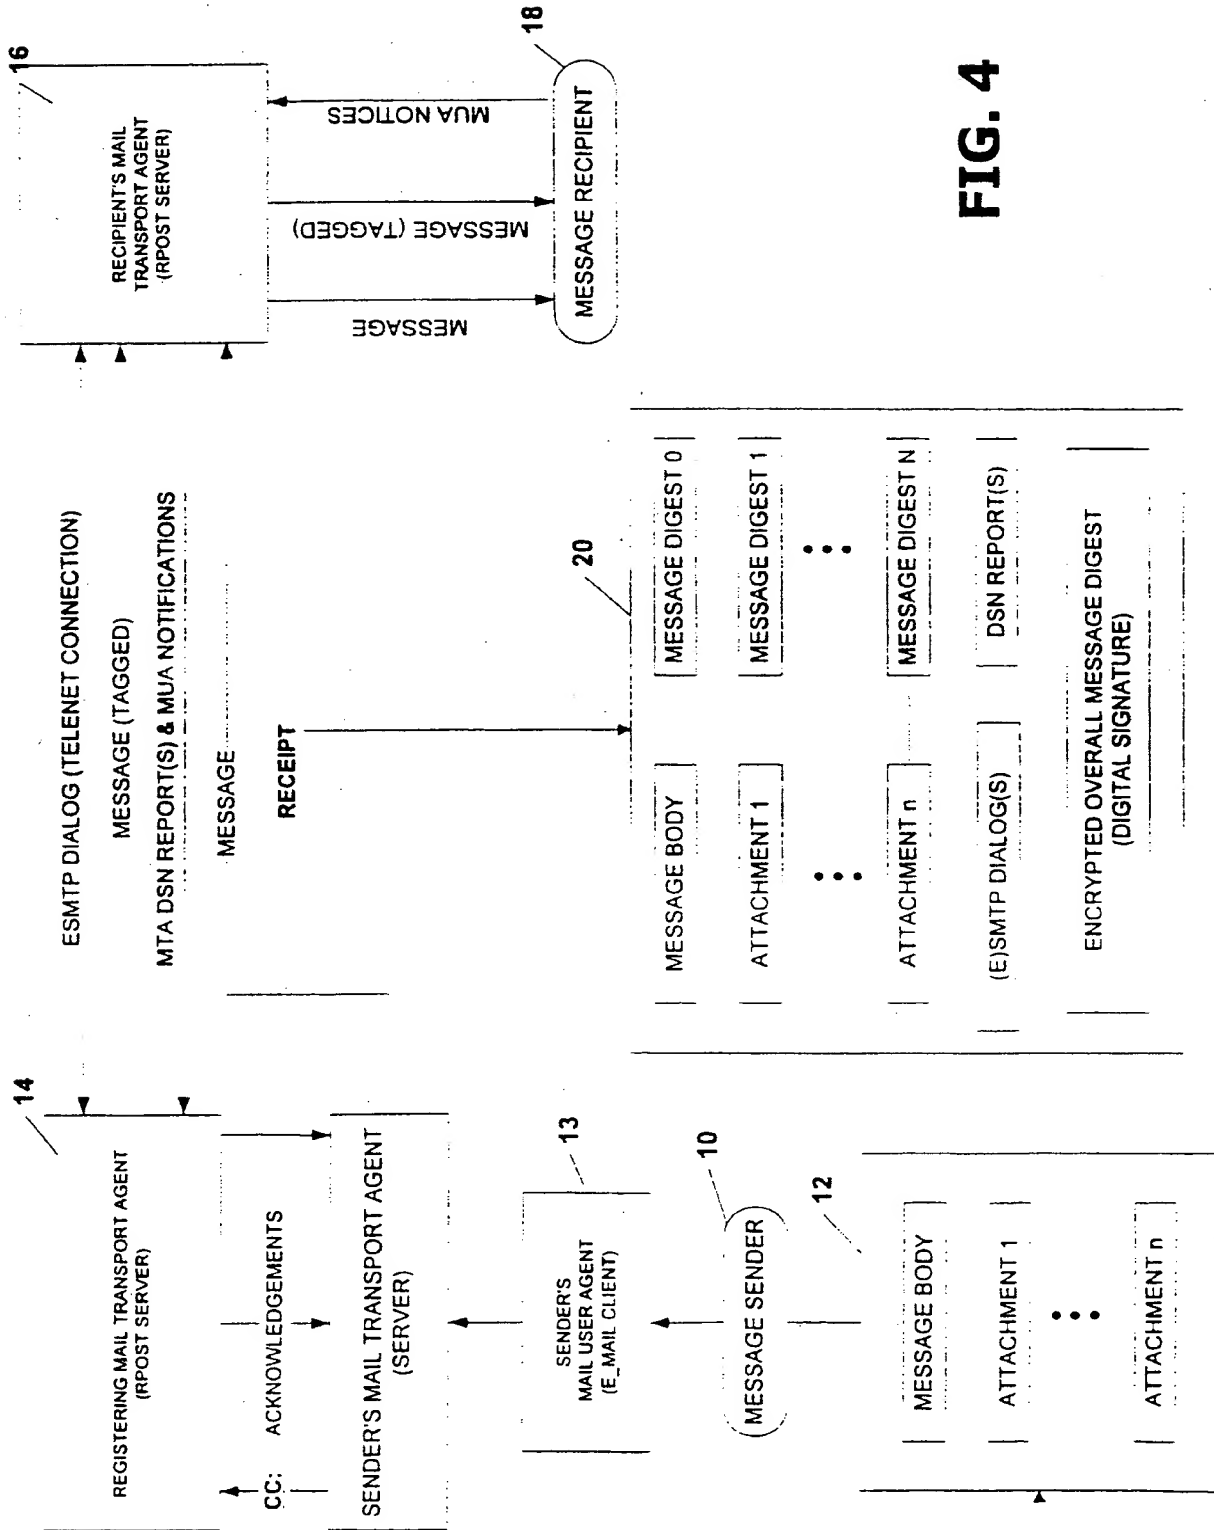 14
REGISTERING MAIL TRANSPORT AGENT
(RPOST SERVER)
CC:
ACKNOWLEDGEMENTS
SENDER'S MAIL TRANSPORT AGENT
(SERVER)
13
SENDER'S
MAIL USER AGENT
(E_MAIL CLIENT)
10
MESSAGE SENDER
12
MESSAGE BODY
ATTACHMENT 1
•••
ATTACHMENT n
ESMTP DIALOG (TELENET CONNECTION)
MESSAGE (TAGGED)
MTA DSN REPORT(S) & MUA NOTIFICATIONS
MESSAGE
RECEIPT
20
MESSAGE BODY
MESSAGE DIGEST 0
ATTACHMENT 1
MESSAGE DIGEST 1
•••
•••
ATTACHMENT n
MESSAGE DIGEST N
(E)SMTP DIALOG(S)
DSN REPORT(S)
ENCRYPTED OVERALL MESSAGE DIGEST
(DIGITAL SIGNATURE)
16
RECIPIENT'S MAIL
TRANSPORT AGENT
(RPOST SERVER)
MESSAGE
MESSAGE (TAGGED)
MUA NOTICES
18
MESSAGE RECIPIENT
FIG. 4